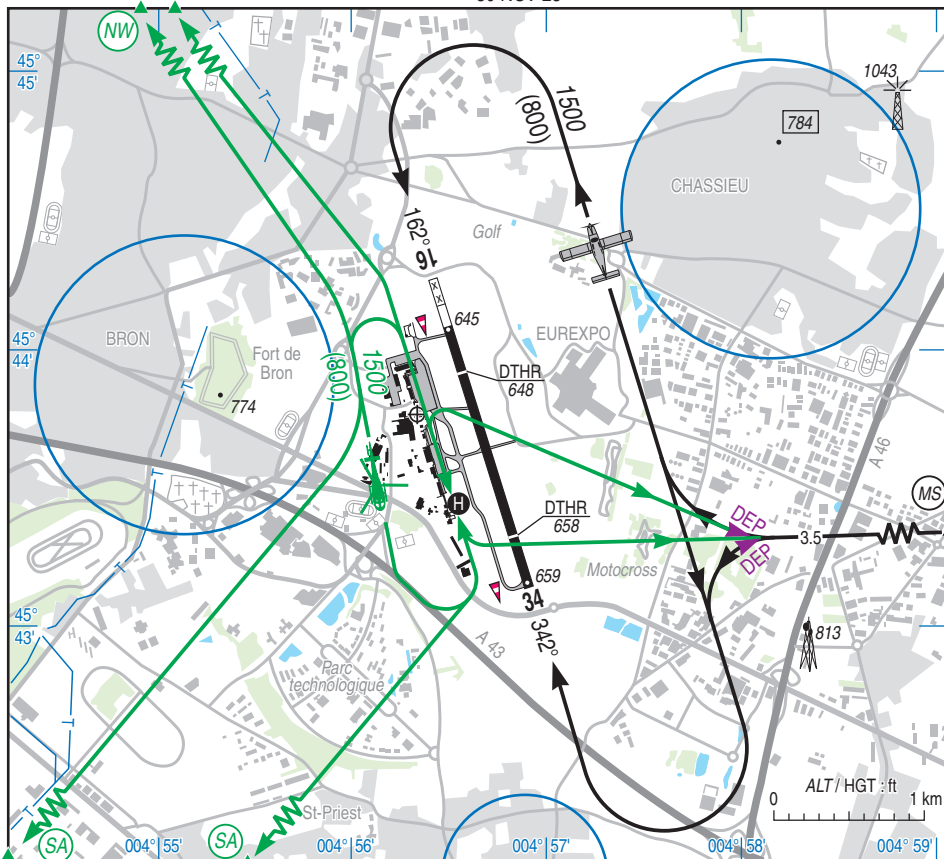 NW
45°
45'
1043
784
1500
(800)
CHASSIEU
162°
16
Golf
645
BRON
45°
44'
Fort de
Bron
774
1500
(800)
DTHR
648
EUREXPO
A 46
MS
H
DTHR
658
DEP
DEP
3.5
Motocross
659
34
342°
45°
43'
A 43
813
Parc
technologique
T
T
T
T
T
T
St-Priest
ALT / HGT : ft
0
1 km
SA
SA
004° 55'
004° 56'
004° 57'
004° 58'
004° 59'